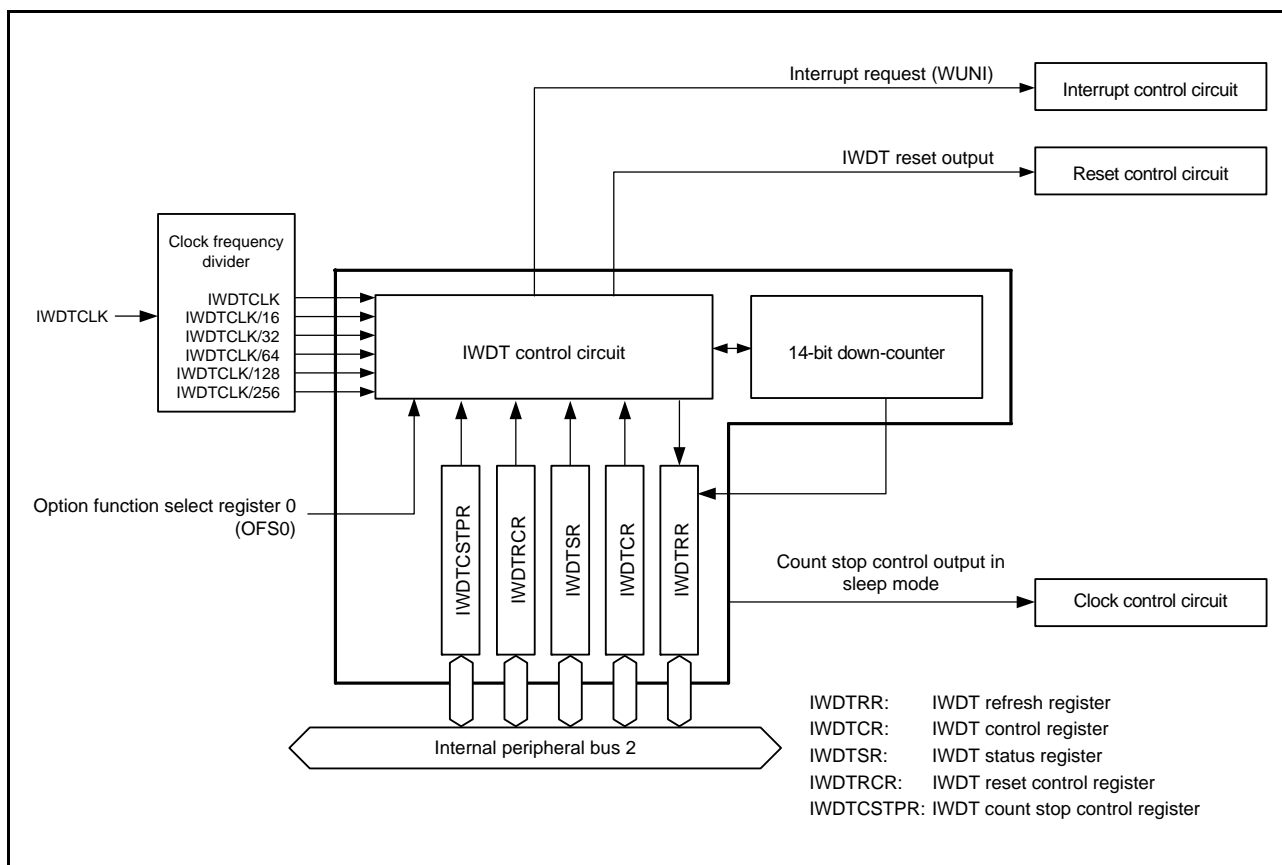 Interrupt request (WUNI)
Interrupt control circuit
IWDT reset output
Reset control circuit
Clock frequency
divider
IWDTCLK
IWDTCLK
IWDTCLK/16
IWDTCLK/32
IWDTCLK/64
IWDTCLK/128
IWDTCLK/256
IWDT control circuit
14-bit down-counter
Option function select register 0
(OFS0)
IWDTCSTPR
IWDTRCR
IWDTSR
IWDTCR
IWDTRR
Count stop control output in
sleep mode
Clock control circuit
Internal peripheral bus 2
IWDTRR: IWDT refresh register
IWDTCR: IWDT control register
IWDTSR: IWDT status register
IWDTRCR: IWDT reset control register
IWDTCSTPR: IWDT count stop control register